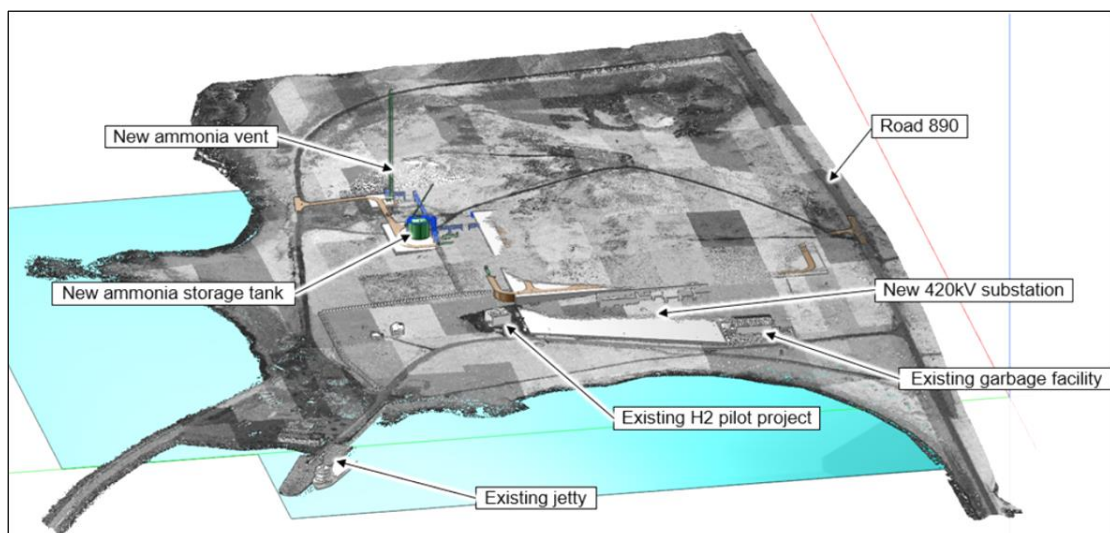 New ammonia vent
Road 890
New ammonia storage tank
New 420kV substation
Existing garbage facility
Existing H2 pilot project
Existing jetty